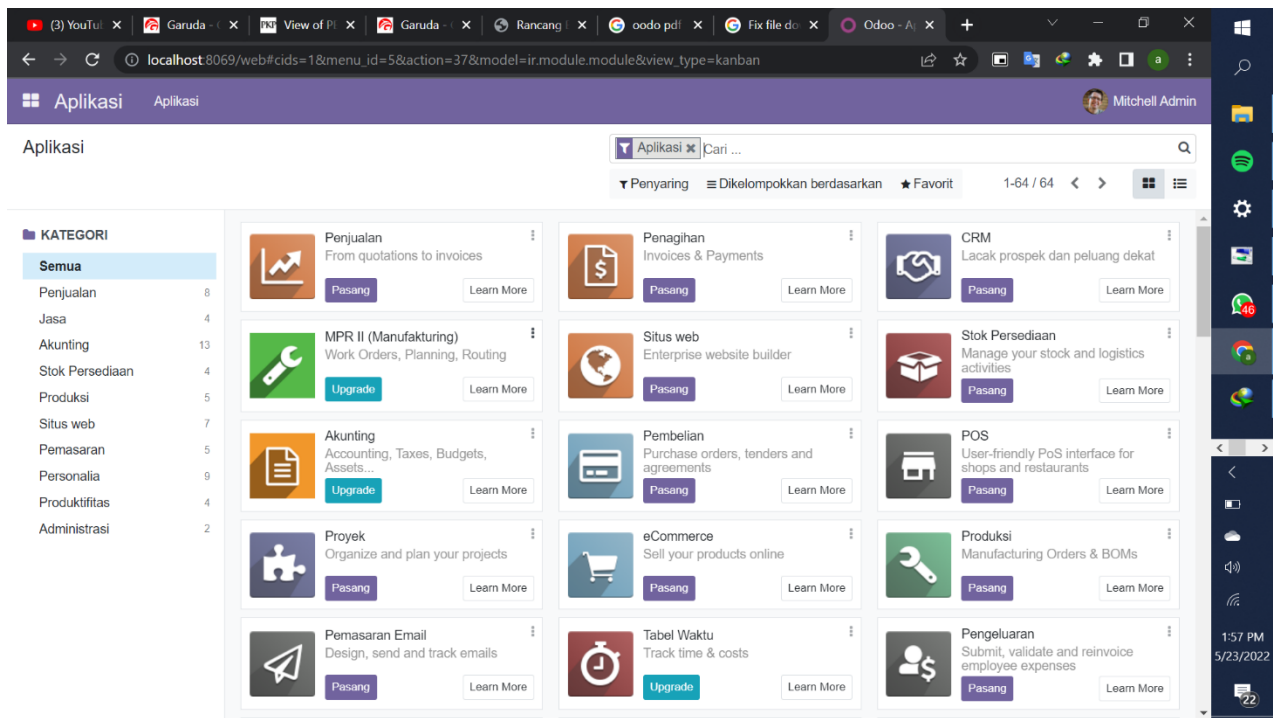 (3) YouTu
Garuda - (
View of Pl
Garuda - (
Rancang
oodo pdf
Fix file do
Odoo - Ap
localhost:8069/web#cids=1&menu_id=5&action=37&model=ir.module.module&view_type=kanban
a
Aplikasi
Aplikasi
Mitchell Admin
Aplikasi
Aplikasi
Cari ...
Penyaring
Dikelompokkan berdasarkan
Favorit
1-64 / 64
KATEGORI
Semua
Penjualan 8
Jasa 4
Akunting 13
Stok Persediaan 4
Produksi 5
Situs web 7
Pemasaran 5
Personalia 9
Produktifitas 4
Administrasi 2
Penjualan
From quotations to invoices
Pasang Learn More
Penagihan
Invoices & Payments
Pasang Learn More
CRM
Lacak prospek dan peluang dekat
Pasang Learn More
MPR II (Manufakturing)
Work Orders, Planning, Routing
Upgrade Learn More
Situs web
Enterprise website builder
Pasang Learn More
Stok Persediaan
Manage your stock and logistics
activities
Pasang Learn More
Akunting
Accounting, Taxes, Budgets,
Assets...
Upgrade Learn More
Pembelian
Purchase orders, tenders and
agreements
Pasang Learn More
POS
User-friendly PoS interface for
shops and restaurants
Pasang Learn More
Proyek
Organize and plan your projects
Pasang Learn More
eCommerce
Sell your products online
Pasang Learn More
Produksi
Manufacturing Orders & BOMs
Pasang Learn More
Pemasaran Email
Design, send and track emails
Pasang Learn More
Tabel Waktu
Track time & costs
Upgrade Learn More
Pengeluaran
Submit, validate and reinvoice
employee expenses
Pasang Learn More
46
1:57 PM
5/23/2022
22